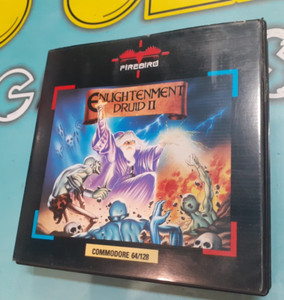 FIREBIRD
ENLIGHTENMENT
DRUID II
COMMODORE 64/128